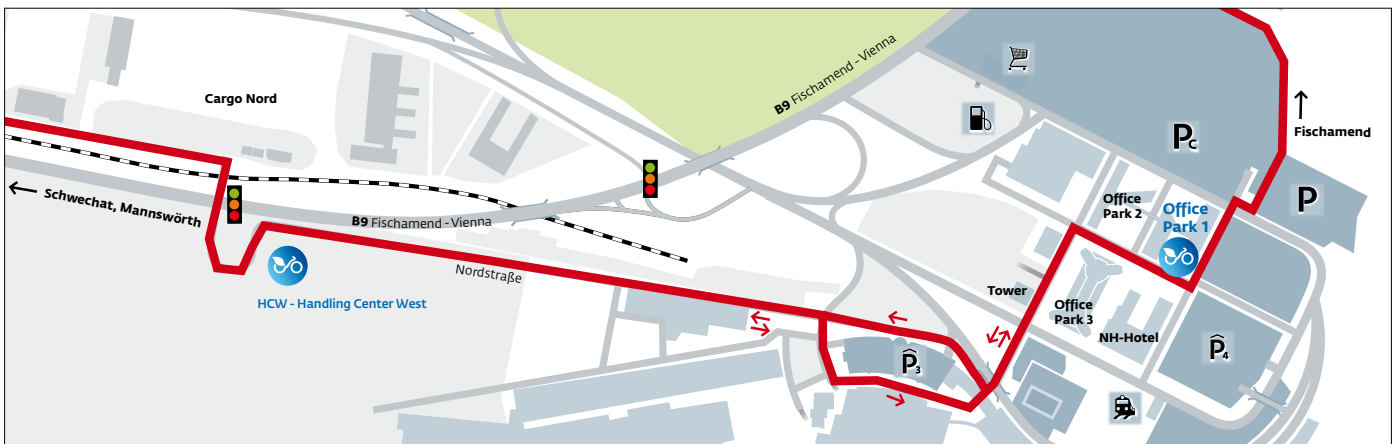 Cargo Nord
B9 Fischamend - Vienna
Fischamend
Pc
P
Office
Park 2
Office
Park 1
Schwechat, Mannswörth
B9 Fischamend - Vienna
Nordstraße
HCW - Handling Center West
Tower
Office
Park 3
NH-Hotel
P3
P4